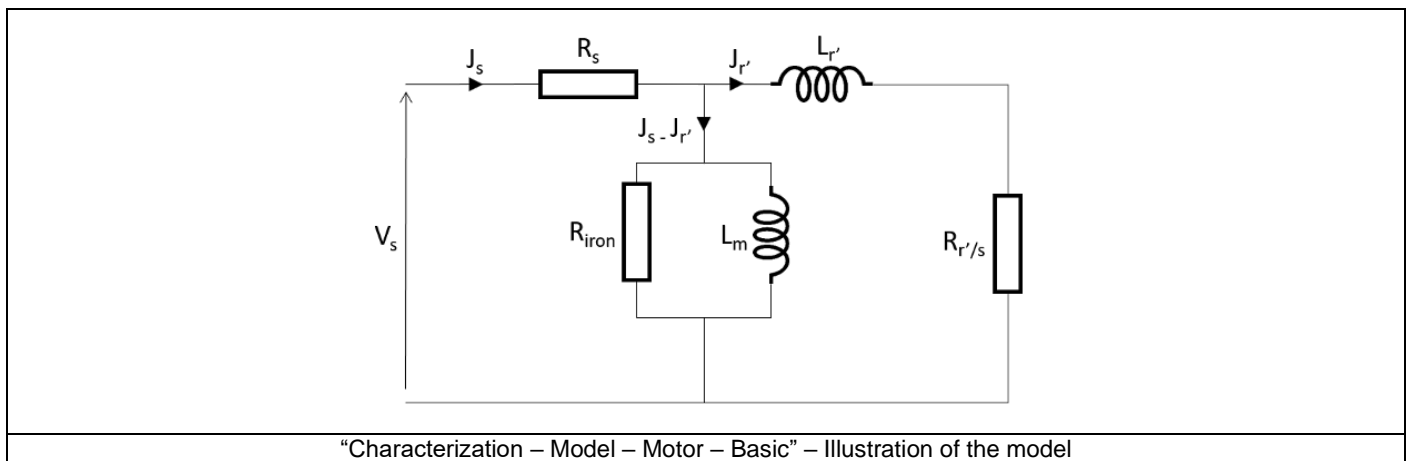 J_s
R_s
J_r'
L_r'
J_s - J_r'
V_s
R_iron
L_m
R_r'/s
“Characterization – Model – Motor – Basic” – Illustration of the model